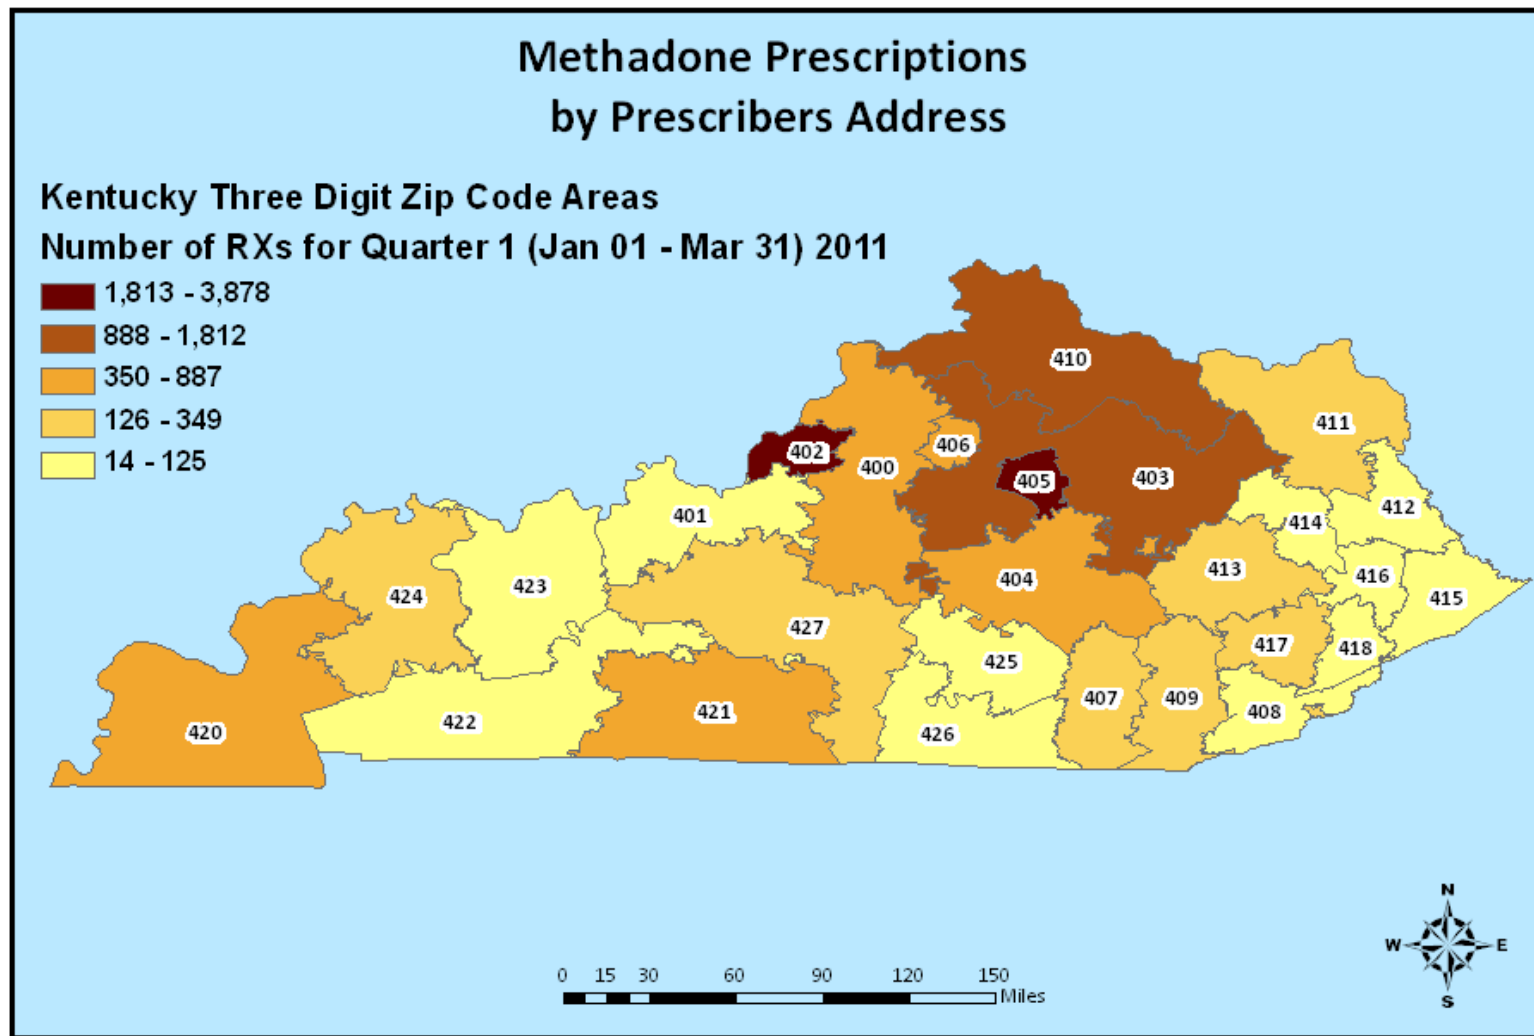 Methadone Prescriptions
by Prescribers Address
Kentucky Three Digit Zip Code Areas
Number of RXs for Quarter 1 (Jan 01 - Mar 31) 2011
1,813 - 3,878
888 - 1,812
350 - 887
126 - 349
14 - 125
410
411
402
406
400
405
403
401
412
414
404
413
416
423
424
415
427
417
418
425
407
409
408
421
422
420
426
N
W E
S
0 15 30 60 90 120 150
Miles